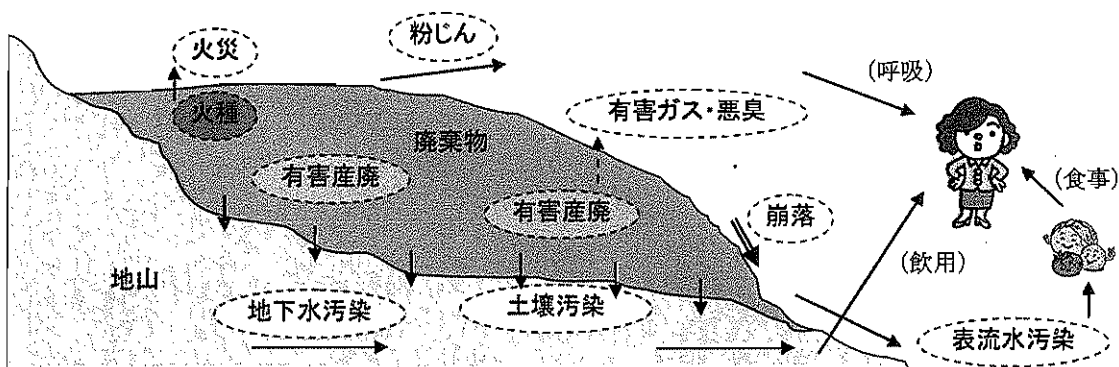 火災
粉じん
(呼吸)
火種
有害ガス・悪臭
廃棄物
有害産廃
有害産廃
崩落
(食事)
(飲用)
地山
地下水汚染
土壌汚染
表流水汚染